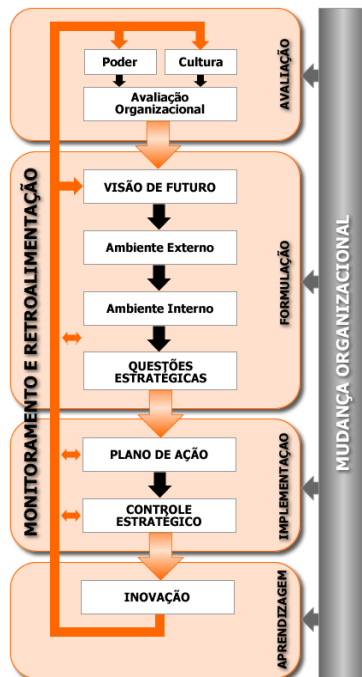 Poder
Cultura
Avaliação
Organizacional
AVALIAÇÃO
VISÃO DE FUTURO
Ambiente Externo
Ambiente Interno
QUESTÕES
ESTRATÉGICAS
FORMULAÇÃO
PLANO DE AÇÃO
CONTROLE
ESTRATÉGICO
IMPLEMENTAÇAO
INOVAÇÃO
APRENDIZAGEM
MONITORAMENTO E RETROALIMENTAÇÃO
MUDANÇA ORGANIZACIONAL